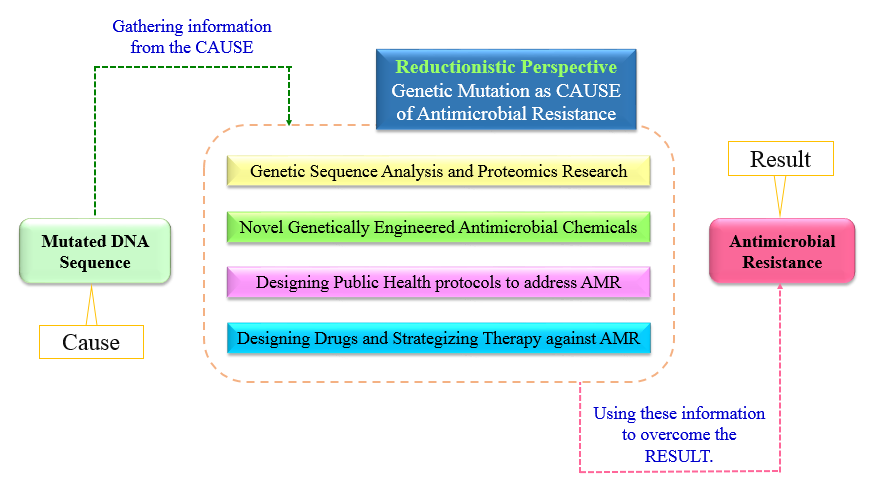 Gathering information
from the CAUSE
Reductionistic Perspective
Genetic Mutation as CAUSE
of Antimicrobial Resistance
Genetic Sequence Analysis and Proteomics Research
Novel Genetically Engineered Antimicrobial Chemicals
Designing Public Health protocols to address AMR
Designing Drugs and Strategizing Therapy against AMR
Mutated DNA
Sequence
Cause
Result
Antimicrobial
Resistance
Using these information
to overcome the
RESULT.